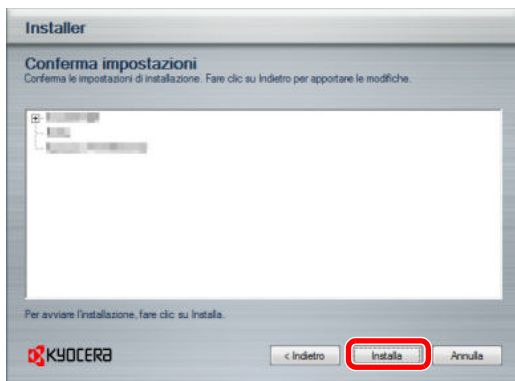 Installer
Conferma impostazioni
Conferma le impostazioni di installazione. Fare clic su Indietro per apportare le modifiche.
Per avviare l'installazione, fare clic su Installa.
KYOCERA
< Indietro
Installa
Annulla